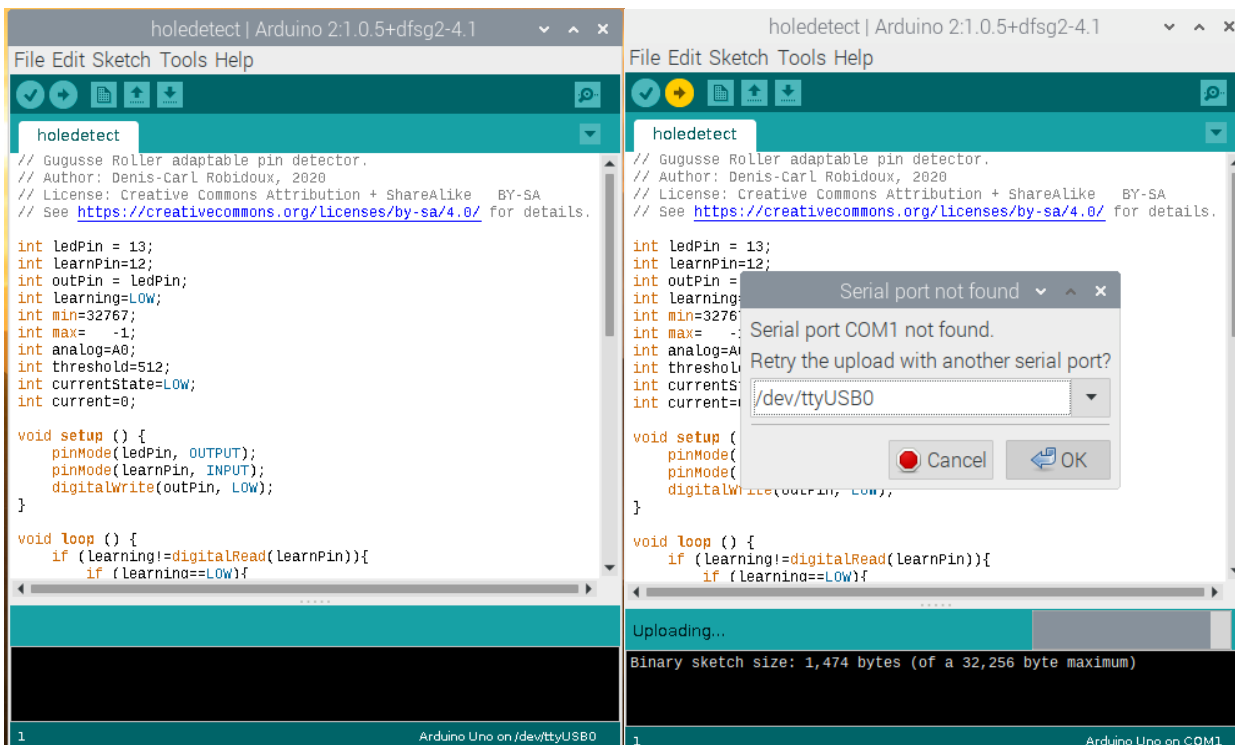 holedetect | Arduino 2:1.0.5+dfsg2-4.1
File Edit Sketch Tools Help
holedetect
// Gugusse Roller adaptable pin detector.
// Author: Denis-Carl Robidoux, 2020
// License: Creative Commons Attribution + ShareAlike   BY-SA
// See https://creativecommons.org/licenses/by-sa/4.0/ for details.
int ledPin = 13;
int learnPin=12;
int outPin = ledPin;
int learning=LOW;
int min=32767;
int max=   -1;
int analog=A0;
int threshold=512;
int currentState=LOW;
int current=0;
void setup () {
    pinMode(ledPin, OUTPUT);
    pinMode(learnPin, INPUT);
    digitalWrite(outPin, LOW);
}
void loop () {
    if (learning!=digitalRead(learnPin)){
        if (learning==LOW){
1
Arduino Uno on /dev/ttyUSB0
holedetect | Arduino 2:1.0.5+dfsg2-4.1
File Edit Sketch Tools Help
holedetect
// Gugusse Roller adaptable pin detector.
// Author: Denis-Carl Robidoux, 2020
// License: Creative Commons Attribution + ShareAlike   BY-SA
// See https://creativecommons.org/licenses/by-sa/4.0/ for details.
int ledPin = 13;
int learnPin=12;
int outPin =
int learning
int min=32767
int max=   -
int analog=A
int threshol
int currentS
int current=
void setup (
    pinMode(
    pinMode(
    digitalWrite(outPin, LOW);
}
void loop () {
    if (learning!=digitalRead(learnPin)){
        if (learning==LOW){
Serial port not found
Serial port COM1 not found.
Retry the upload with another serial port?
/dev/ttyUSB0
Cancel
OK
Uploading...
Binary sketch size: 1,474 bytes (of a 32,256 byte maximum)
1
Arduino Uno on COM1